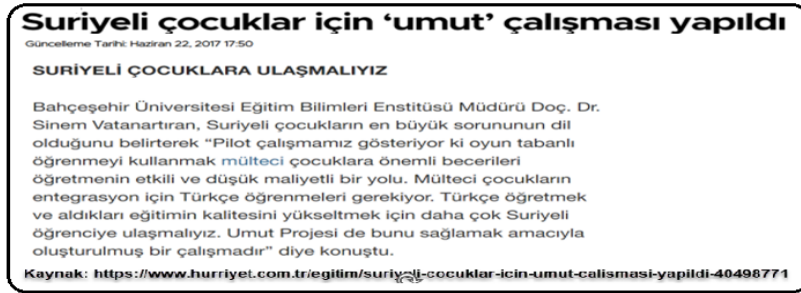 Suriyeli çocuklar için ‘umut’ çalışması yapıldı
Güncelleme Tarihi: Haziran 22, 2017 17:50
SURİYELİ ÇOCUKLARA ULAŞMALIYIZ
Bahçeşehir Üniversitesi Eğitim Bilimleri Enstitüsü Müdürü Doç. Dr.
Sinem Vatanartıran, Suriyeli çocukların en büyük sorununun dil
olduğunu belirterek “Pilot çalışmamız gösteriyor ki oyun tabanlı
öğrenmeyi kullanmak mülteci çocuklara önemli becerileri
öğretmenin etkili ve düşük maliyetli bir yolu. Mülteci çocukların
entegrasyon için Türkçe öğrenmeleri gerekiyor. Türkçe öğretmek
ve aldıkları eğitimin kalitesini yükseltmek için daha çok Suriyeli
öğrenciye ulaşmalıyız. Umut Projesi de bunu sağlamak amacıyla
oluşturulmuş bir çalışmadır” diye konuştu.
Kaynak: https://www.hurriyet.com.tr/egitim/suriyeli-cocuklar-icin-umut-calismasi-yapildi-40498771